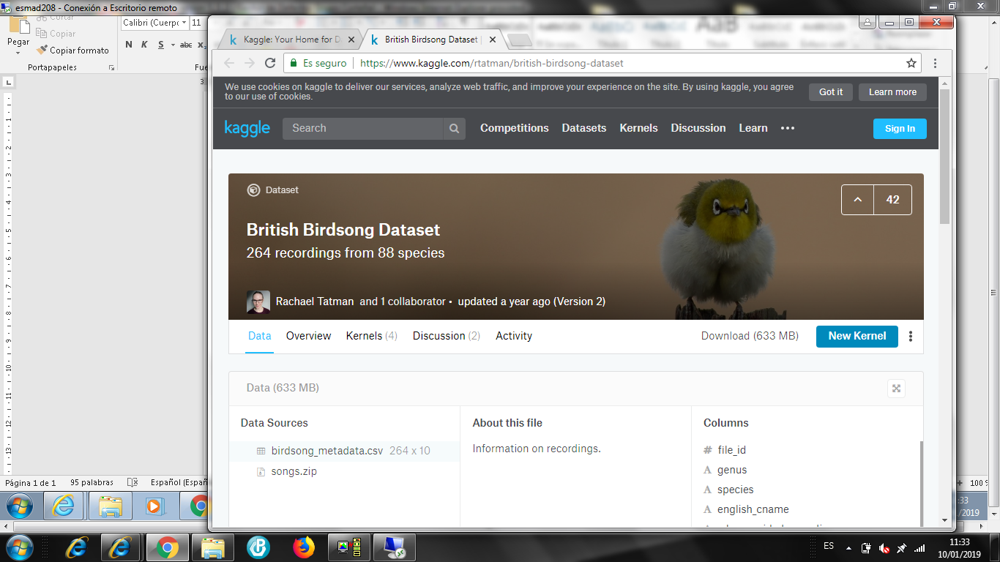 esmad208 - Conexión a Escritorio remoto
Cortar
Copiar
Copiar formato
Pegar
Portapapeles
Calibri (Cuerpo
11
N K S abc x
Fue
3
Kaggle: Your Home for D
British Birdsong Dataset
Es seguro
https://www.kaggle.com/rtatman/british-birdsong-dataset
We use cookies on kaggle to deliver our services, analyze web traffic, and improve your experience on the site. By using kaggle, you agree
to our use of cookies.
Got it
Learn more
kaggle
Search
Competitions
Datasets
Kernels
Discussion
Learn
Sign In
Dataset
42
British Birdsong Dataset
264 recordings from 88 species
Rachael Tatman and 1 collaborator • updated a year ago (Version 2)
Data
Overview
Kernels (4)
Discussion (2)
Activity
Download (633 MB)
New Kernel
Data (633 MB)
Data Sources
birdsong_metadata.csv 264 x 10
songs.zip
About this file
Information on recordings.
Columns
# file_id
A genus
A species
A english_cname
Página 1 de 1
95 palabras
Español (Españ
100
:33
/2019
ES
11:33
10/01/2019